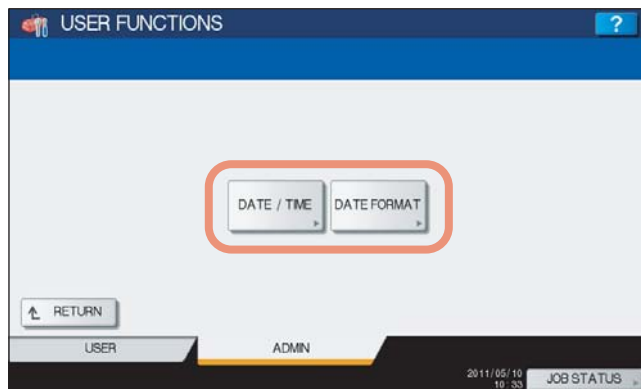 USER FUNCTIONS
?
DATE / TIME
DATE FORMAT
RETURN
USER
ADMIN
2011/05/10
10:33
JOB STATUS